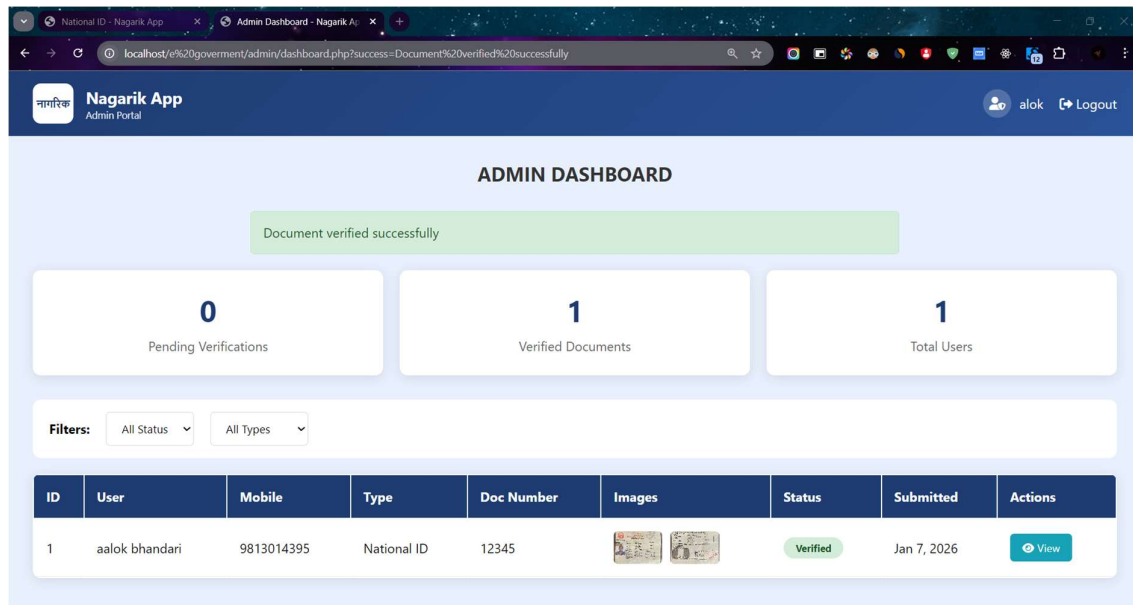 National ID - Nagarik App
Admin Dashboard - Nagarik Ap
localhost/e%20goverment/admin/dashboard.php?success=Document%20verified%20successfully
12
नागरिक
Nagarik App
Admin Portal
alok
Logout
ADMIN DASHBOARD
Document verified successfully
0
1
1
Pending Verifications
Verified Documents
Total Users
Filters:
All Status
All Types
ID User Mobile Type Doc Number Images Status Submitted Actions
1 aalok bhandari 9813014395 National ID 12345 Verified Jan 7, 2026 View